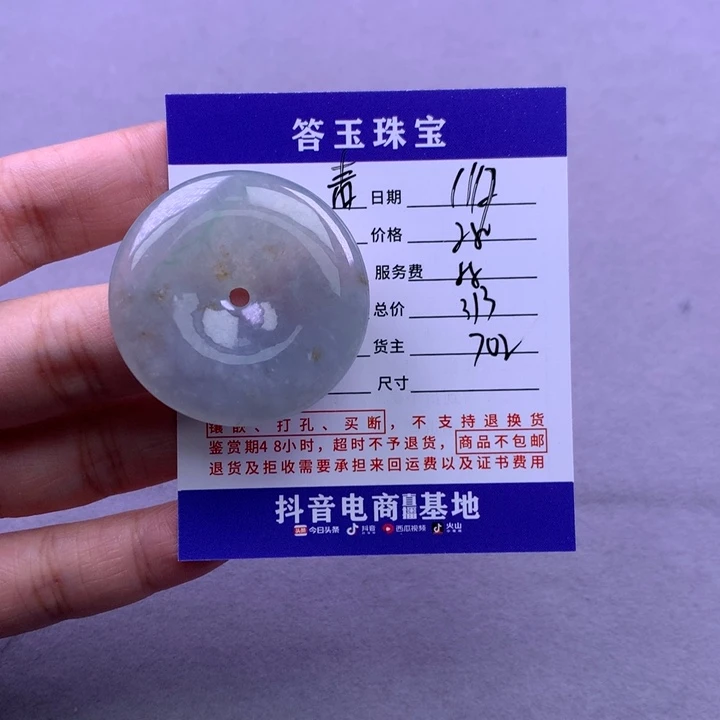 答玉珠宝
青 日期
价格
服务费
总价 313
货主 702
尺寸
镶嵌、打孔、买断，不支持退换货
鉴赏期48小时，超时不予退货，商品不包邮
退货及拒收需要承担来回运费以及证书费用
抖音电商直播基地
今日头条 抖音 西瓜视频 火山